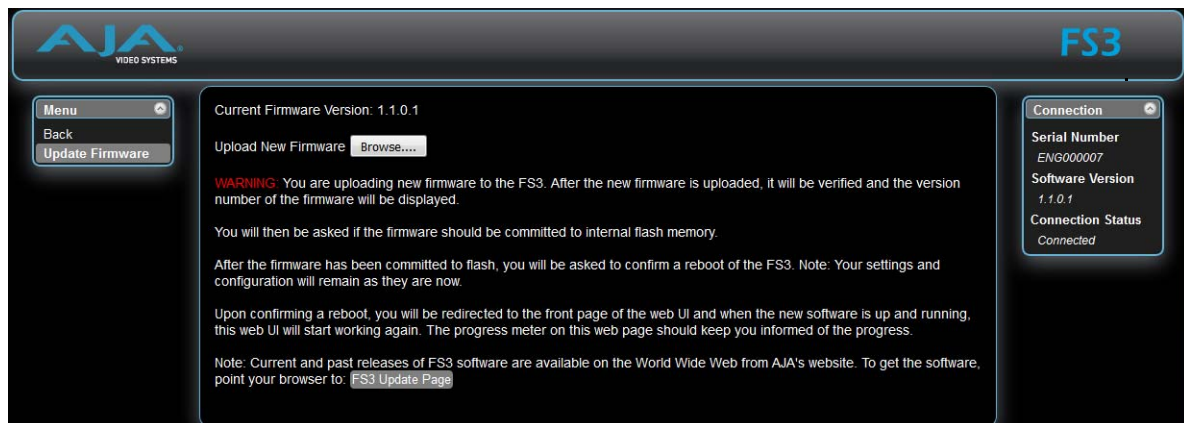 AJA
VIDEO SYSTEMS
FS3
Menu
Back
Update Firmware
Current Firmware Version: 1.1.0.1
Upload New Firmware Browse....
WARNING: You are uploading new firmware to the FS3. After the new firmware is uploaded, it will be verified and the version
number of the firmware will be displayed.
You will then be asked if the firmware should be committed to internal flash memory.
After the firmware has been committed to flash, you will be asked to confirm a reboot of the FS3. Note: Your settings and
configuration will remain as they are now.
Upon confirming a reboot, you will be redirected to the front page of the web UI and when the new software is up and running,
this web UI will start working again. The progress meter on this web page should keep you informed of the progress.
Note: Current and past releases of FS3 software are available on the World Wide Web from AJA's website. To get the software,
point your browser to: FS3 Update Page
Connection
Serial Number
ENG000007
Software Version
1.1.0.1
Connection Status
Connected